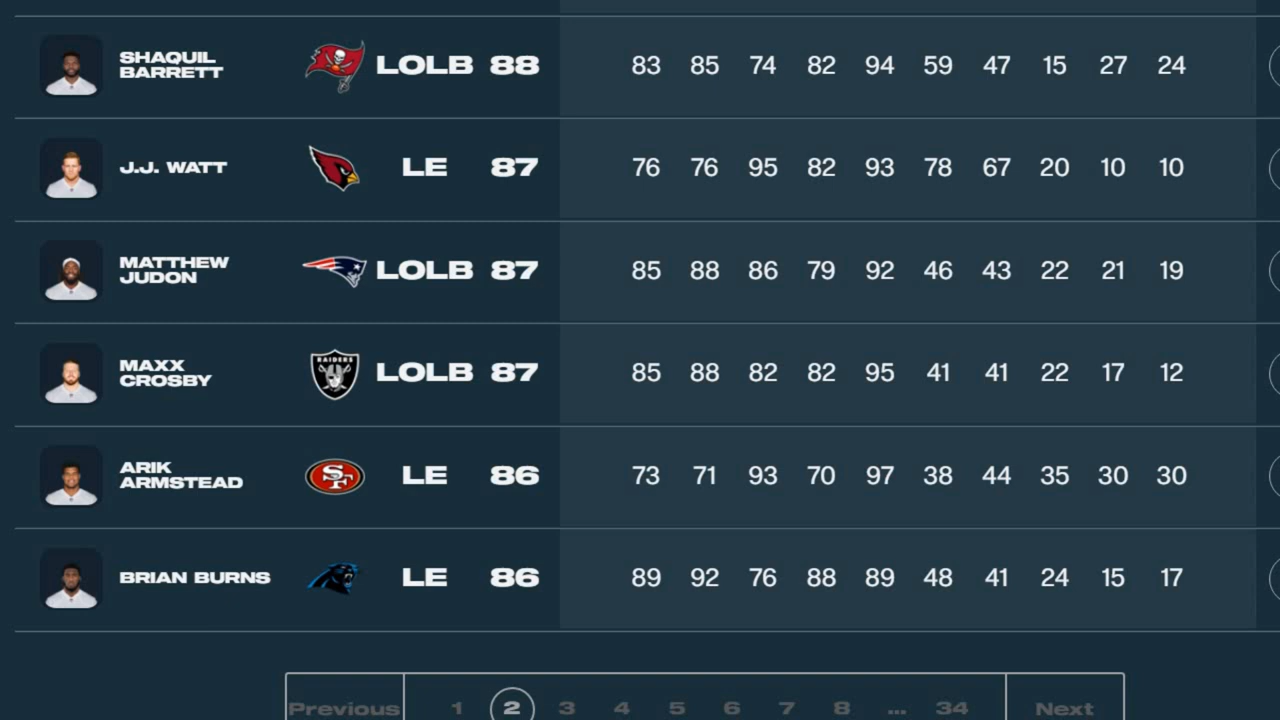 SHAQUIL
BARRETT
LOLB 88 83 85 74 82 94 59 47 15 27 24
J.J. WATT LE 87 76 76 95 82 93 78 67 20 10 10
MATTHEW
JUDON
LOLB 87 85 88 86 79 92 46 43 22 21 19
RAIDERS
MAXX
CROSBY
LOLB 87 85 88 82 82 95 41 41 22 17 12
ARIK
ARMSTEAD
SF
LE 86 73 71 93 70 97 38 44 35 30 30
BRIAN BURNS LE 86 89 92 76 88 89 48 41 24 15 17
Previous 1 2 3 4 5 6 7 8 ... 34 Next